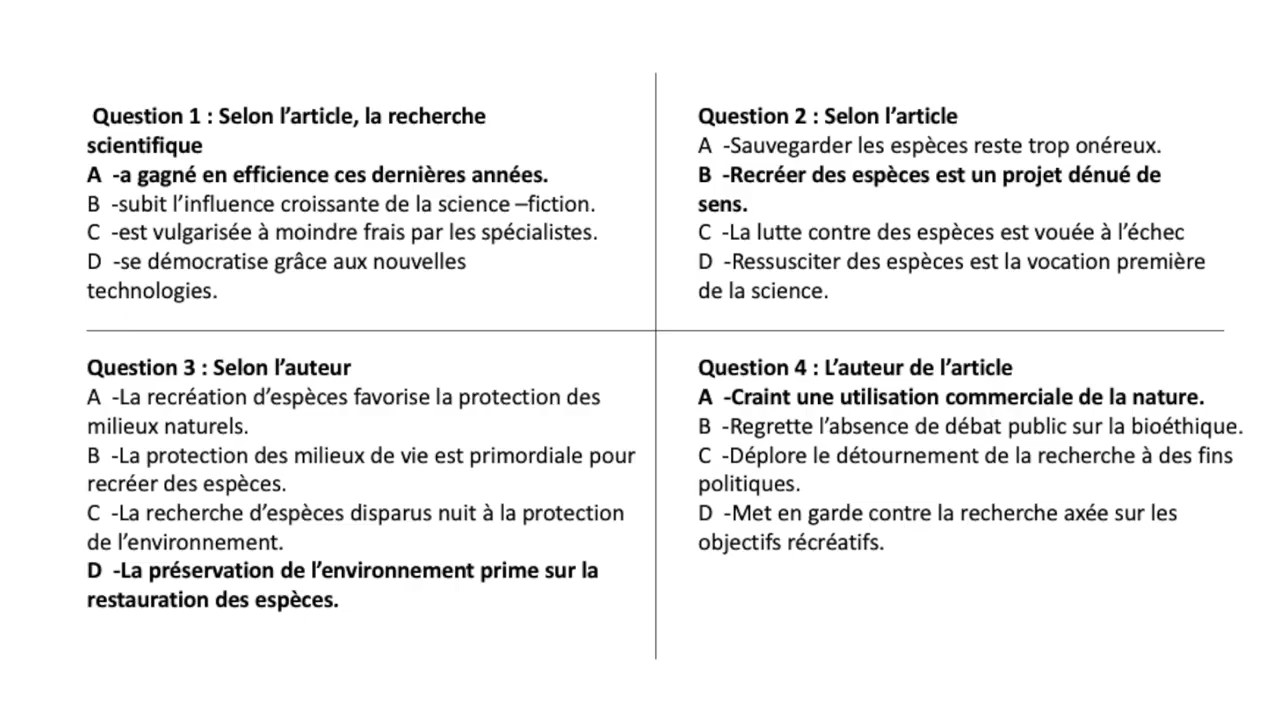 Question 1 : Selon l’article, la recherche
scientifique
A -a gagné en efficience ces dernières années.
B -subit l’influence croissante de la science –fiction.
C -est vulgarisée à moindre frais par les spécialistes.
D -se démocratise grâce aux nouvelles
technologies.
Question 2 : Selon l’article
A -Sauvegarder les espèces reste trop onéreux.
B -Recréer des espèces est un projet dénué de
sens.
C -La lutte contre des espèces est vouée à l’échec
D -Ressusciter des espèces est la vocation première
de la science.
Question 3 : Selon l’auteur
A -La recréation d’espèces favorise la protection des
milieux naturels.
B -La protection des milieux de vie est primordiale pour
recréer des espèces.
C -La recherche d’espèces disparus nuit à la protection
de l’environnement.
D -La préservation de l’environnement prime sur la
restauration des espèces.
Question 4 : L’auteur de l’article
A -Craint une utilisation commerciale de la nature.
B -Regrette l’absence de débat public sur la bioéthique.
C -Déplore le détournement de la recherche à des fins
politiques.
D -Met en garde contre la recherche axée sur les
objectifs récréatifs.